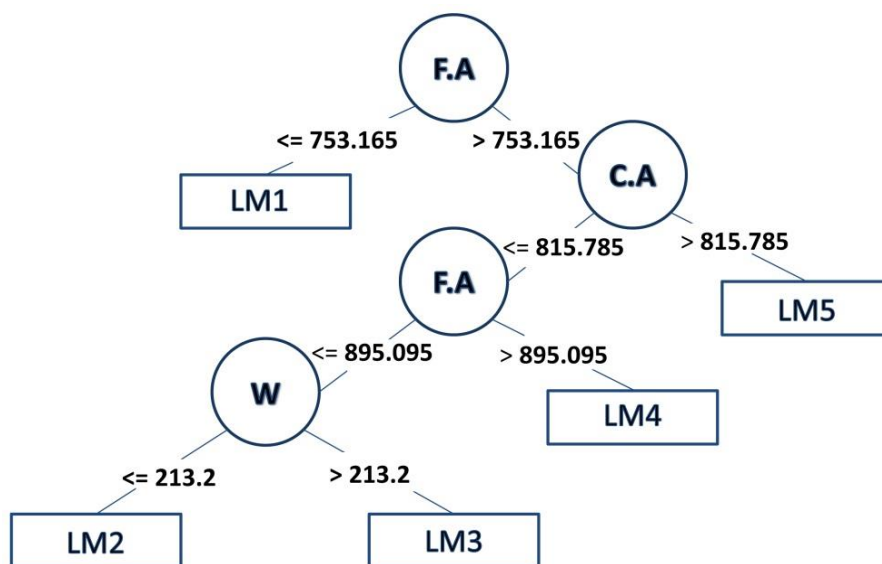 F.A
<= 753.165
> 753.165
LM1
C.A
<= 815.785
> 815.785
F.A
LM5
<= 895.095
> 895.095
W
LM4
<= 213.2
> 213.2
LM2
LM3